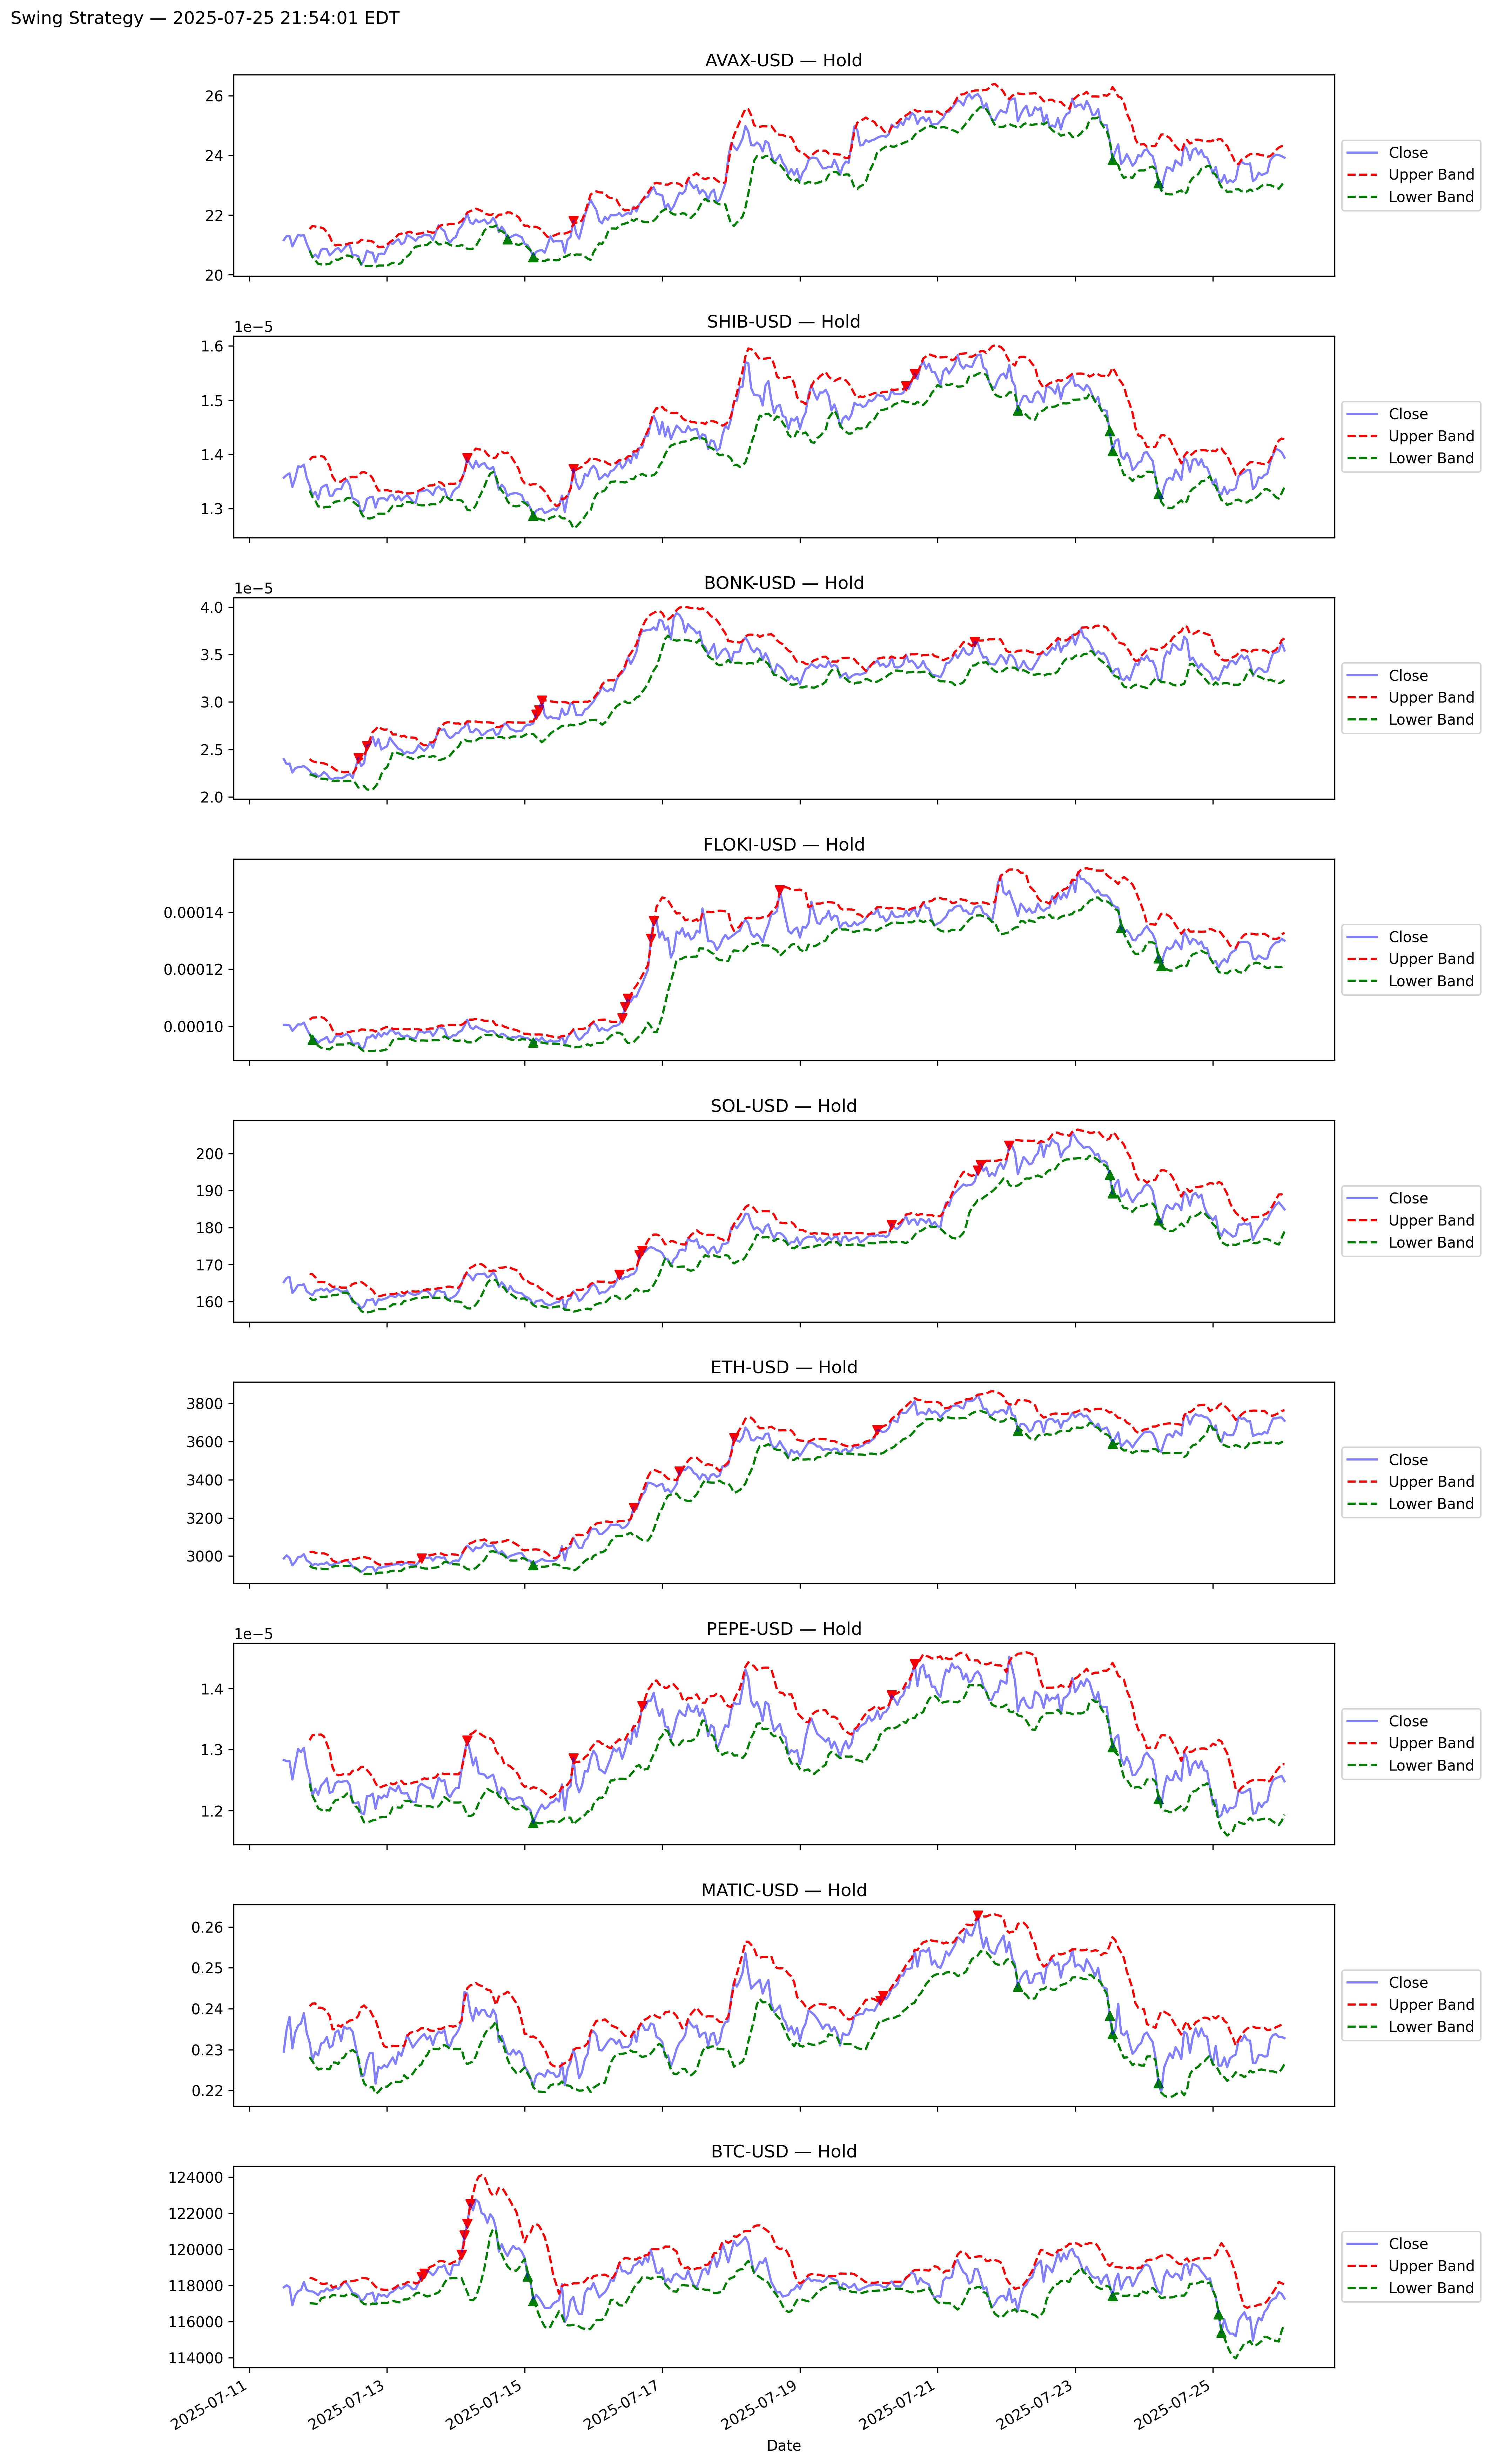 Swing Strategy — 2025-07-25 21:54:01 EDT
AVAX-USD — Hold
26
24
22
20
Close
Upper Band
Lower Band
SHIB-USD — Hold
1e−5
1.6
1.5
1.4
1.3
Close
Upper Band
Lower Band
BONK-USD — Hold
1e−5
4.0
3.5
3.0
2.5
2.0
Close
Upper Band
Lower Band
FLOKI-USD — Hold
0.00014
0.00012
0.00010
Close
Upper Band
Lower Band
SOL-USD — Hold
200
190
180
170
160
Close
Upper Band
Lower Band
ETH-USD — Hold
3800
3600
3400
3200
3000
Close
Upper Band
Lower Band
PEPE-USD — Hold
1e−5
1.4
1.3
1.2
Close
Upper Band
Lower Band
MATIC-USD — Hold
0.26
0.25
0.24
0.23
0.22
Close
Upper Band
Lower Band
BTC-USD — Hold
124000
122000
120000
118000
116000
114000
Close
Upper Band
Lower Band
2025-07-11
2025-07-13
2025-07-15
2025-07-17
2025-07-19
2025-07-21
2025-07-23
2025-07-25
Date